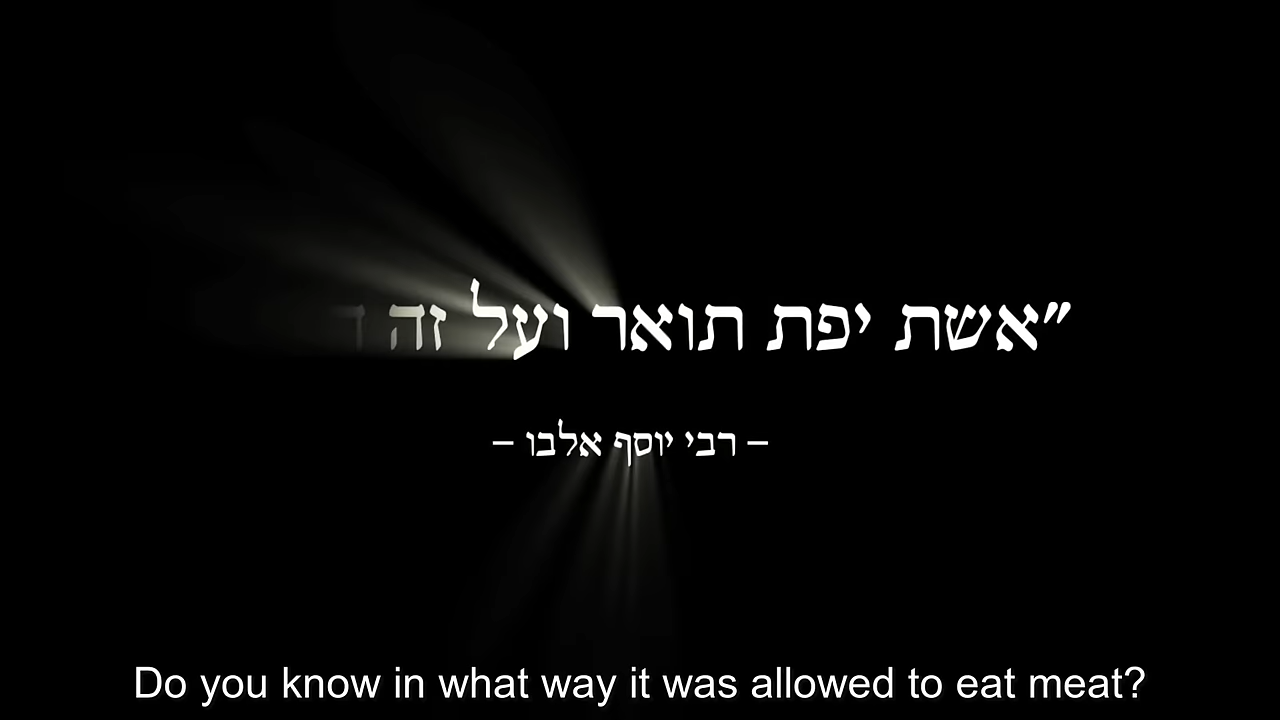 "אשת יפת תואר ועל זה ד
– רבי יוסף אלבו –
Do you know in what way it was allowed to eat meat?